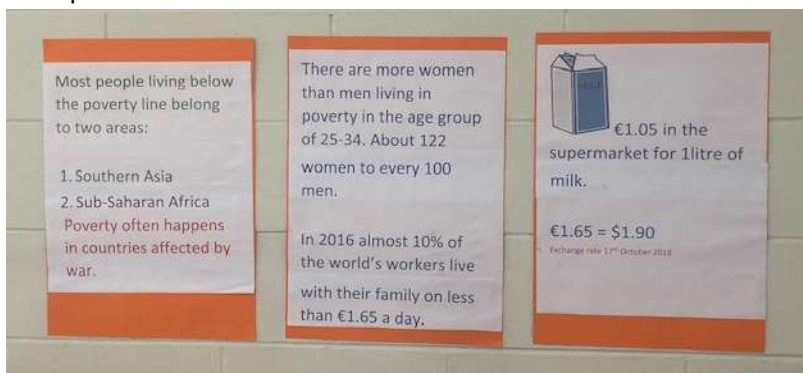 Most people living below
the poverty line belong
to two areas:
1. Southern Asia
2. Sub-Saharan Africa
Poverty often happens
in countries affected by
war.
There are more women
than men living in
poverty in the age group
of 25-34. About 122
women to every 100
men.
In 2016 almost 10% of
the world's workers live
with their family on less
than €1.65 a day.
MILK
€1.05 in the
supermarket for 1litre of
milk.
€1.65 = $1.90
Exchange rate 17th October 2018